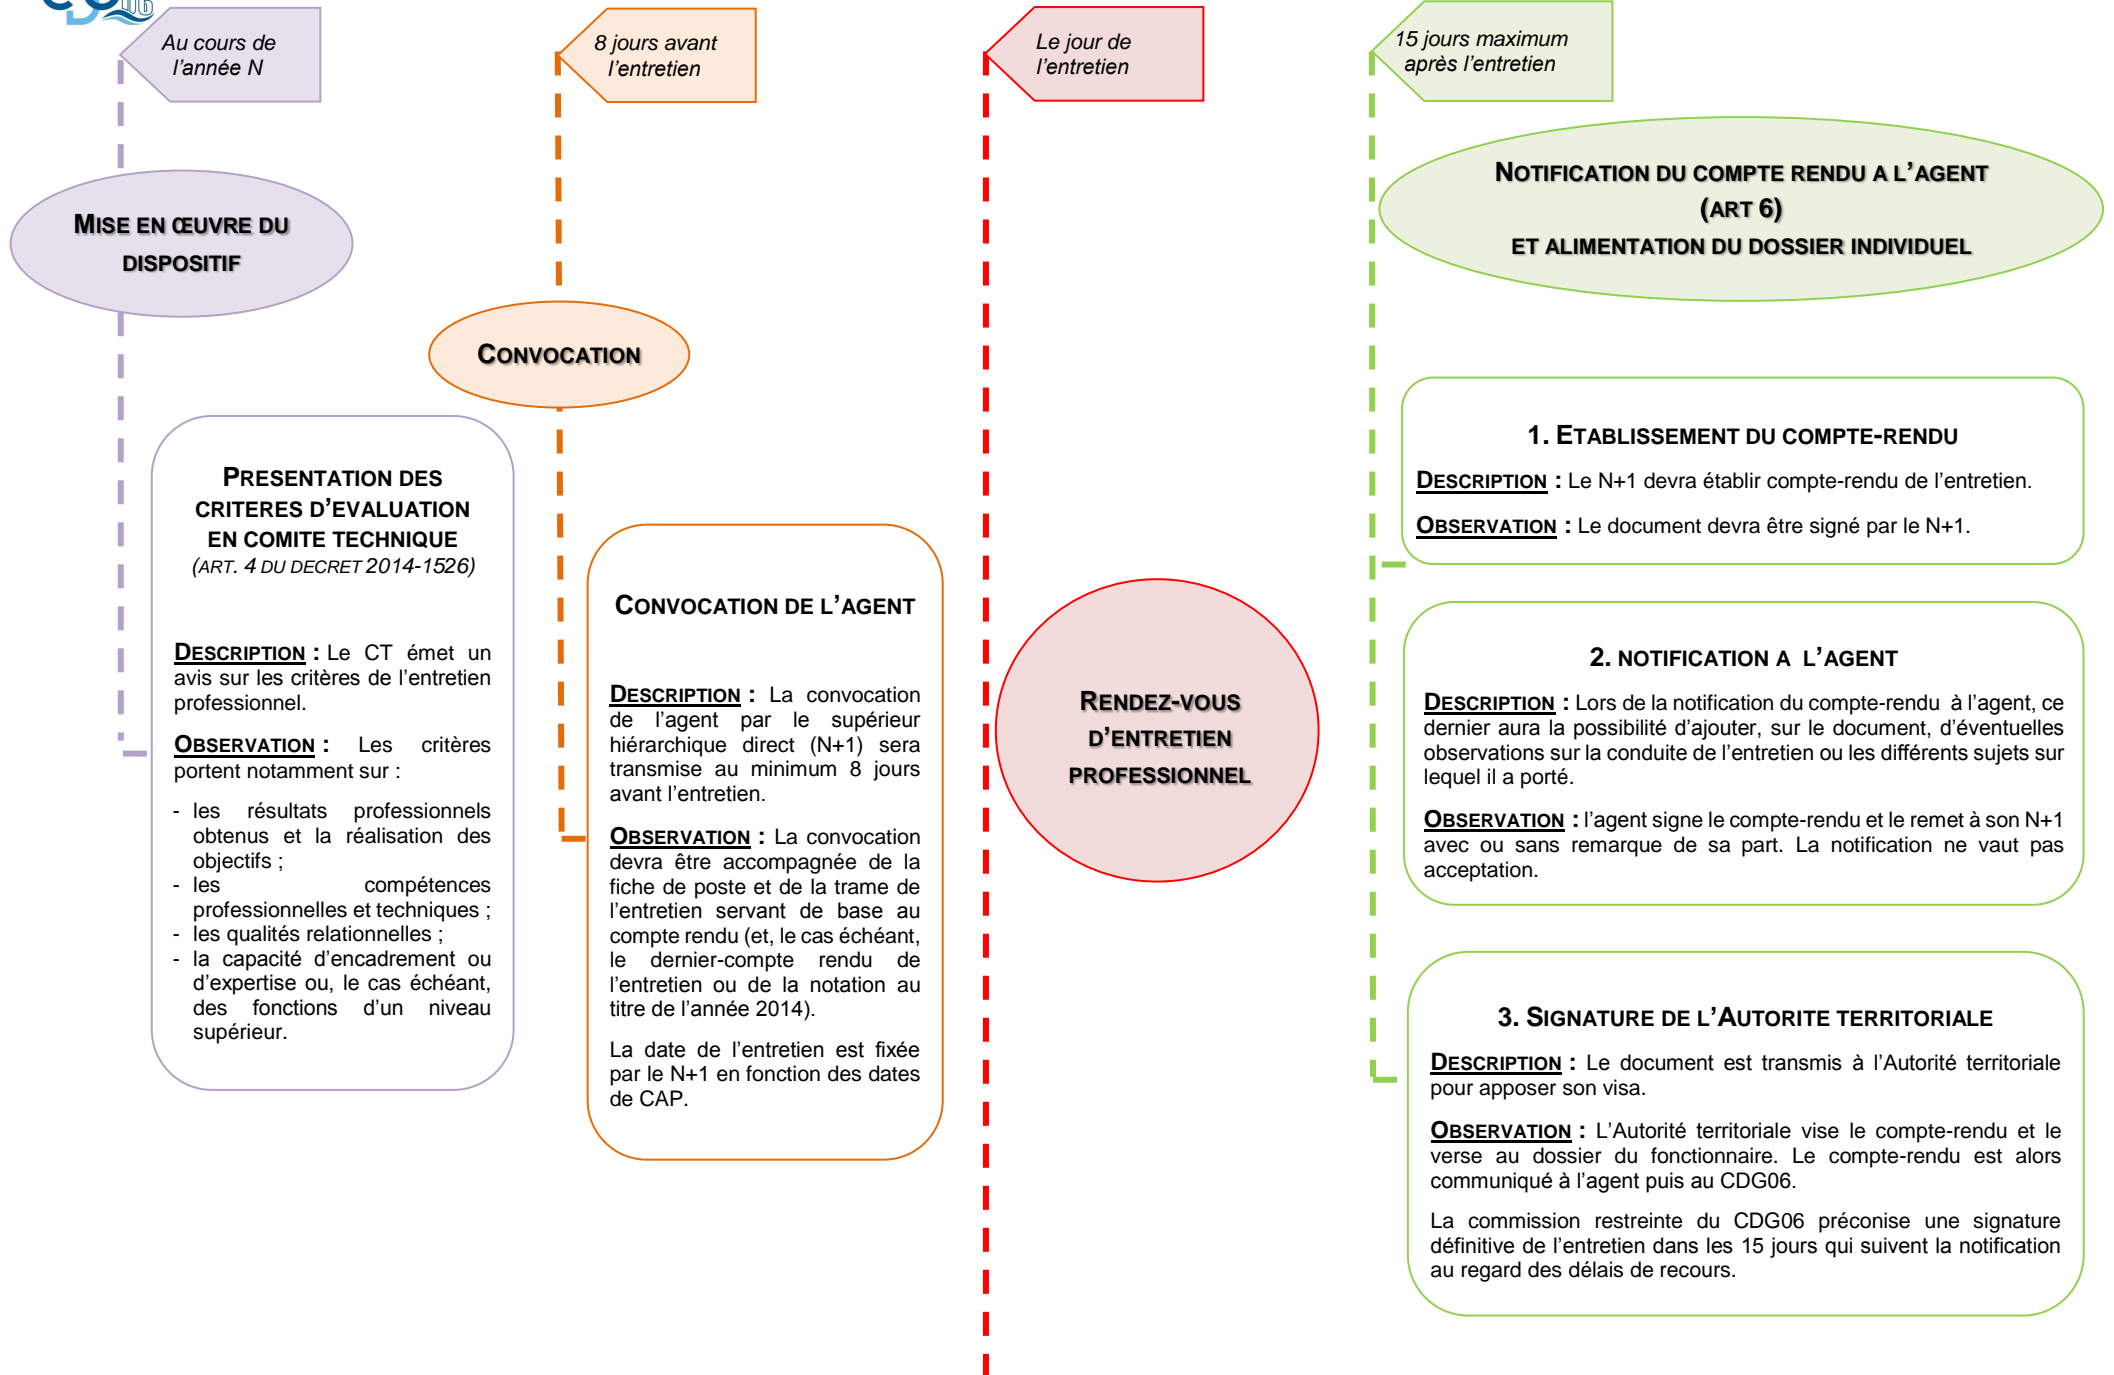 Au cours de
l'année N
8 jours avant
l'entretien
Le jour de
l'entretien
15 jours maximum
après l'entretien
MISE EN ŒUVRE DU
DISPOSITIF
PRESENTATION DES
CRITERES D'EVALUATION
EN COMITE TECHNIQUE
(ART. 4 DU DECRET 2014-1526)
DESCRIPTION : Le CT émet un
avis sur les critères de l'entretien
professionnel.
OBSERVATION : Les critères
portent notamment sur :
- les résultats professionnels
obtenus et la réalisation des
objectifs ;
- les compétences
professionnelles et techniques ;
- les qualités relationnelles ;
- la capacité d'encadrement ou
d'expertise ou, le cas échéant,
des fonctions d'un niveau
supérieur.
CONVOCATION
CONVOCATION DE L'AGENT
DESCRIPTION : La convocation
de l'agent par le supérieur
hiérarchique direct (N+1) sera
transmise au minimum 8 jours
avant l'entretien.
OBSERVATION : La convocation
devra être accompagnée de la
fiche de poste et de la trame de
l'entretien servant de base au
compte rendu (et, le cas échéant,
le dernier-compte rendu de
l'entretien ou de la notation au
titre de l'année 2014).
La date de l'entretien est fixée
par le N+1 en fonction des dates
de CAP.
RENDEZ-VOUS
D'ENTRETIEN
PROFESSIONNEL
NOTIFICATION DU COMPTE RENDU A L'AGENT
(ART 6)
ET ALIMENTATION DU DOSSIER INDIVIDUEL
1. ETABLISSEMENT DU COMPTE-RENDU
DESCRIPTION : Le N+1 devra établir compte-rendu de l'entretien.
OBSERVATION : Le document devra être signé par le N+1.
2. NOTIFICATION A L'AGENT
DESCRIPTION : Lors de la notification du compte-rendu à l'agent, ce
dernier aura la possibilité d'ajouter, sur le document, d'éventuelles
observations sur la conduite de l'entretien ou les différents sujets sur
lequel il a porté.
OBSERVATION : l'agent signe le compte-rendu et le remet à son N+1
avec ou sans remarque de sa part. La notification ne vaut pas
acceptation.
3. SIGNATURE DE L'AUTORITE TERRITORIALE
DESCRIPTION : Le document est transmis à l'Autorité territoriale
pour apposer son visa.
OBSERVATION : L'Autorité territoriale vise le compte-rendu et le
verse au dossier du fonctionnaire. Le compte-rendu est alors
communiqué à l'agent puis au CDG06.
La commission restreinte du CDG06 préconise une signature
définitive de l'entretien dans les 15 jours qui suivent la notification
au regard des délais de recours.